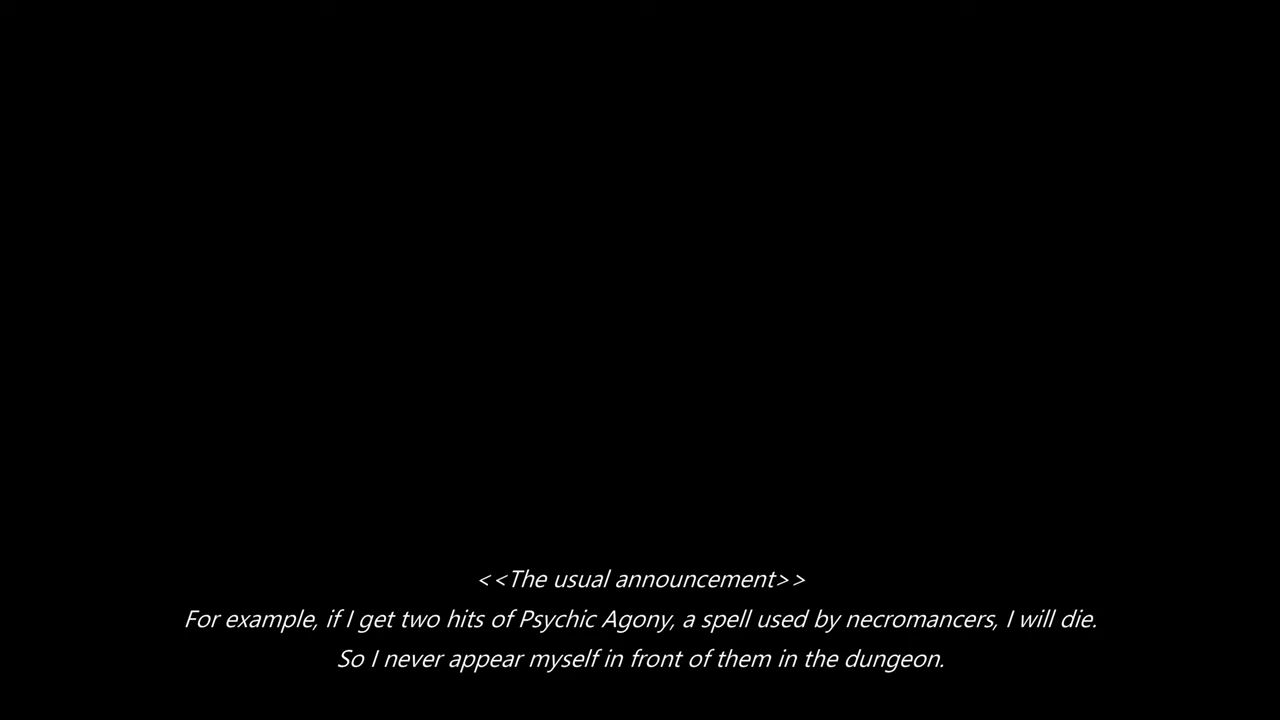 <<The usual announcement>>
For example, if I get two hits of Psychic Agony, a spell used by necromancers, I will die.
So I never appear myself in front of them in the dungeon.